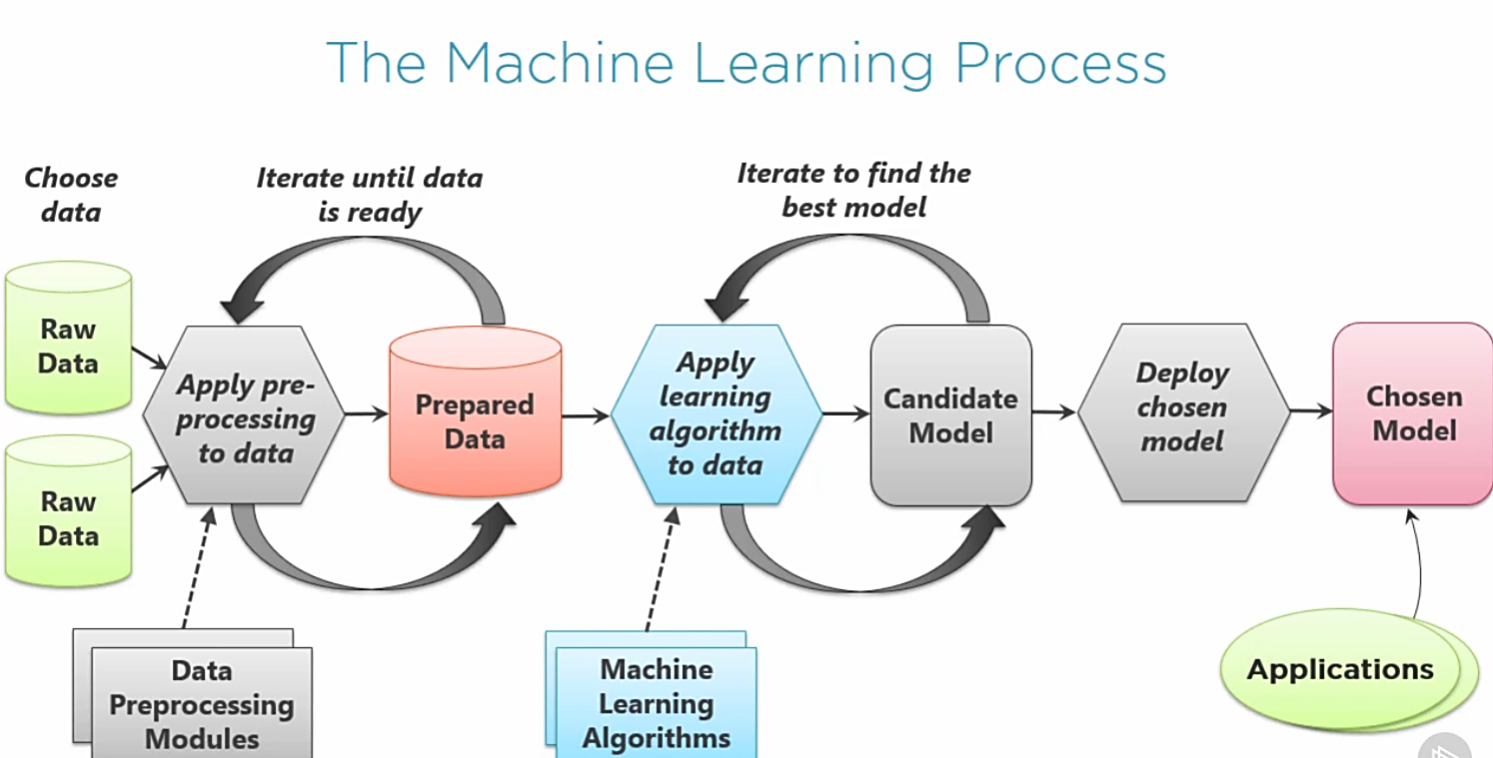 The Machine Learning Process
Choose
data
Iterate until data
is ready
Iterate to find the
best model
Raw
Data
Raw
Data
Apply pre-
processing
to data
Prepared
Data
Apply
learning
algorithm
to data
Candidate
Model
Deploy
chosen
model
Chosen
Model
Data
Preprocessing
Modules
Machine
Learning
Algorithms
Applications